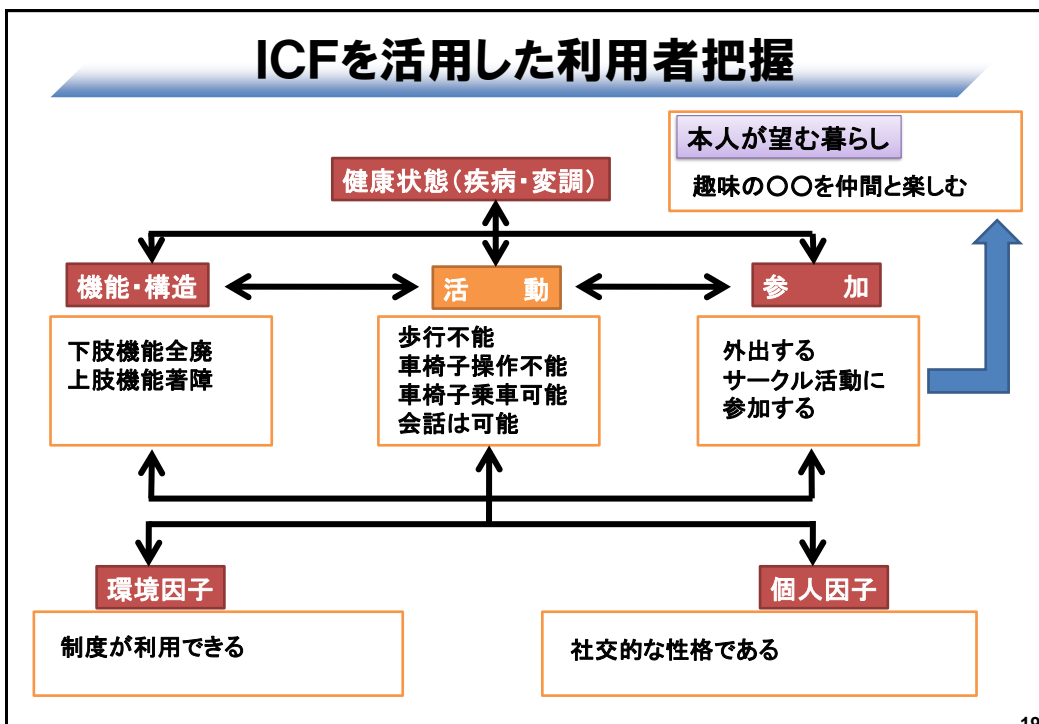 ICFを活用した利用者把握
本人が望む暮らし
趣味の〇〇を仲間と楽しむ
健康状態（疾病・変調）
機能・構造
活　　動
参　　加
下肢機能全廃
上肢機能著障
歩行不能
車椅子操作不能
車椅子乗車可能
会話は可能
外出する
サークル活動に
参加する
環境因子
個人因子
制度が利用できる
社交的な性格である
19